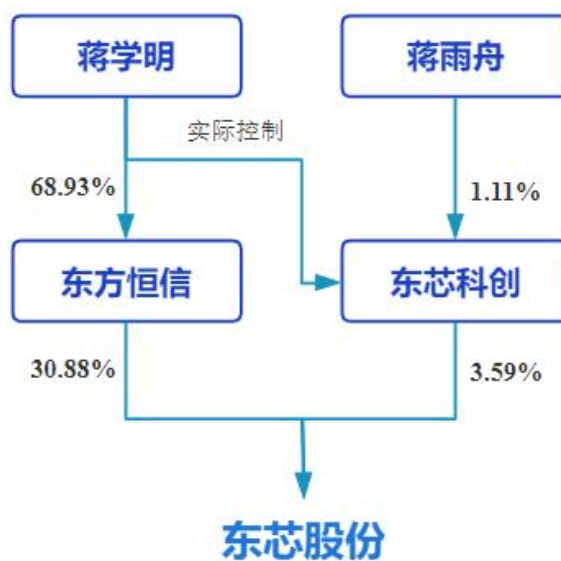 蒋学明
蒋雨舟
实际控制
68.93%
1.11%
东方恒信
东芯科创
30.88%
3.59%
东芯股份